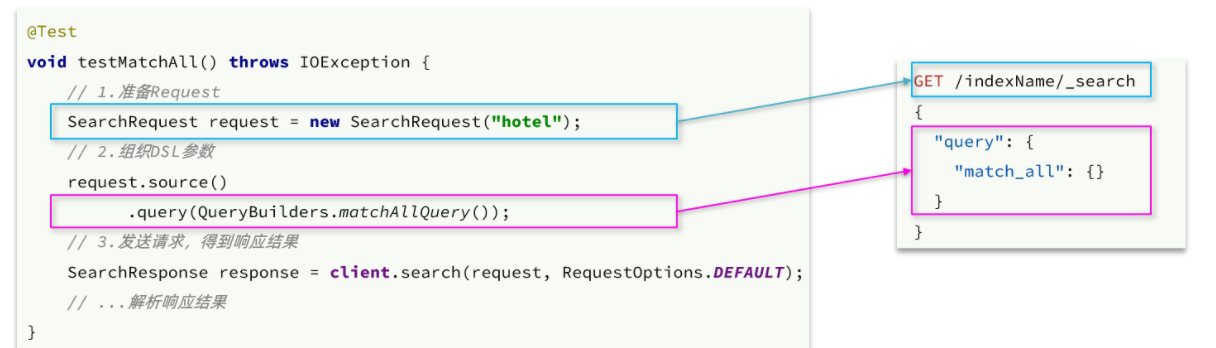 @Test
void testMatchAll() throws IOException {
// 1.准备Request
SearchRequest request = new SearchRequest("hotel");
// 2.组织DSL参数
request.source()
.query(QueryBuilders.matchAllQuery());
// 3.发送请求，得到响应结果
SearchResponse response = client.search(request, RequestOptions.DEFAULT);
// ...解析响应结果
}
GET /indexName/_search
{
"query": {
"match_all": {}
}
}